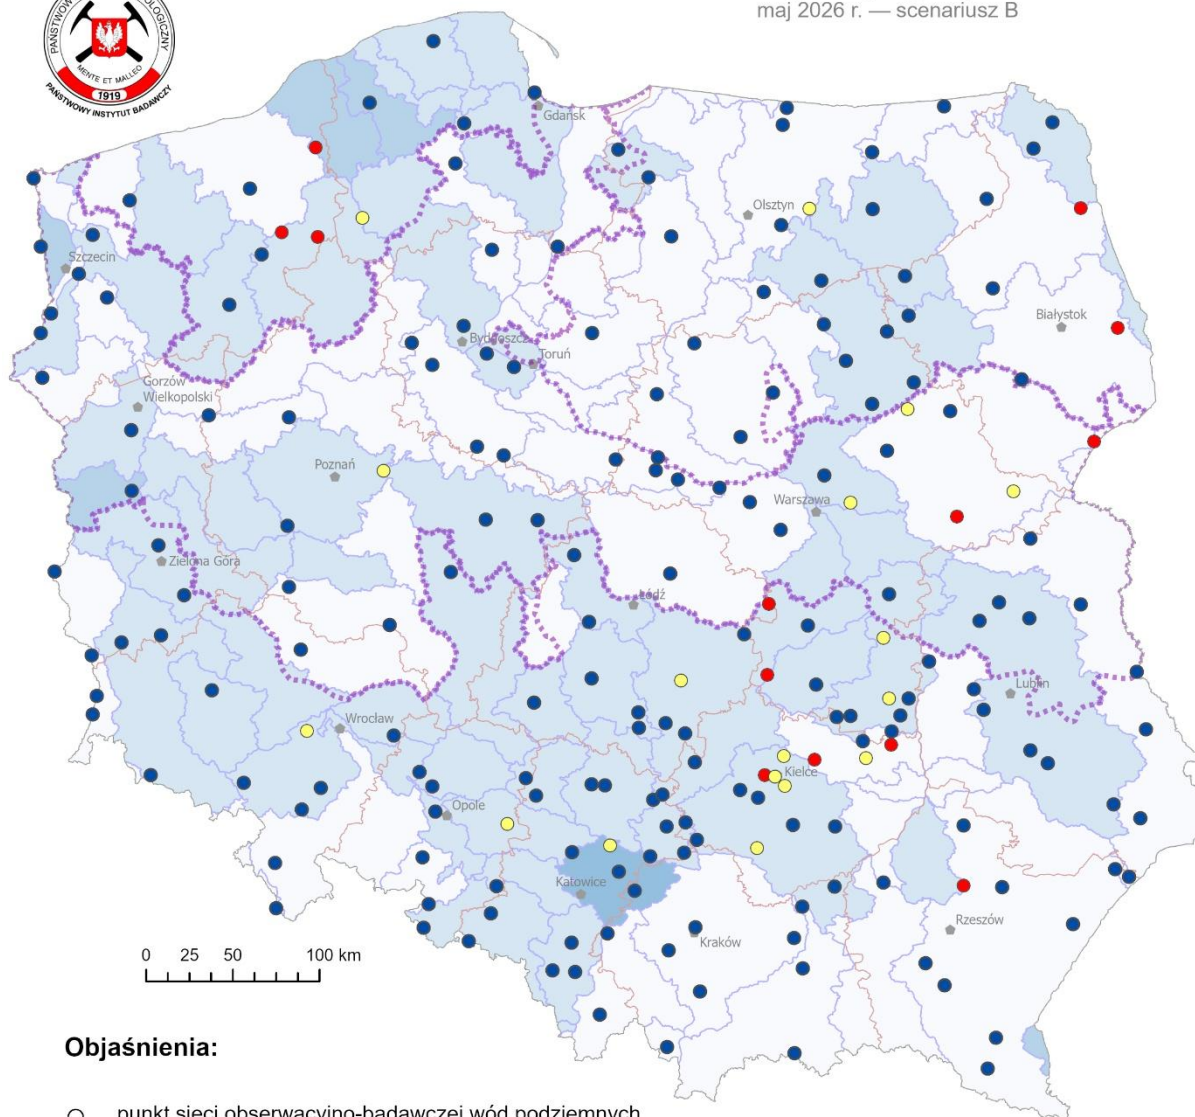 maj 2026 r. — scenariusz B
PAŃSTWOWY
OLOGICZNY
MENTE ET MALLEO
1919
PAŃSTWOWY INSTYTUT BADAWCZY
Gdańsk
Olsztyn
Szczecin
Białystok
Bydgoszcz
Toruń
Gorzów
Wielkopolski
Poznań
Warszawa
Zielona Góra
Łódź
Lublin
Wrocław
Kielce
Opole
Katowice
Rzeszów
Kraków
0 25 50 100 km
Objaśnienia:
punkt sieci obserwacyjno-badawczej wód podziemnych